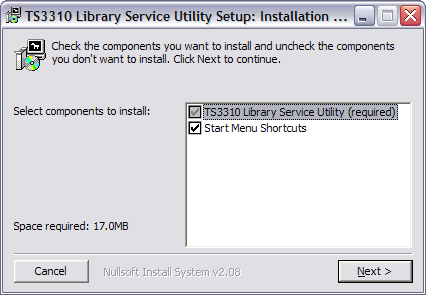 TS3310 Library Service Utility Setup: Installation ...
Check the components you want to install and uncheck the components
you don't want to install. Click Next to continue.
Select components to install:
TS3310 Library Service Utility (required)
Start Menu Shortcuts
Space required: 17.0MB
Cancel
Nullsoft Install System v2.08
Next >